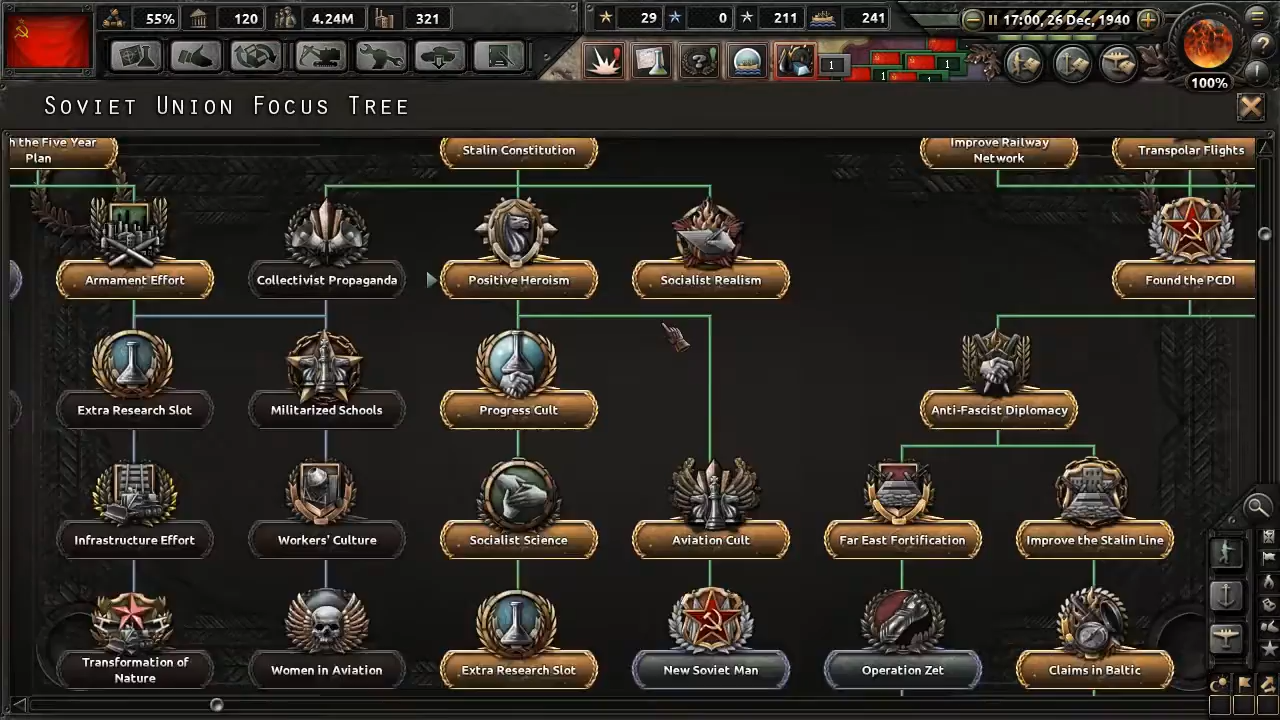 55% 120 4.24M 321 29 0 211 241 17:00, 26 Dec, 1940
1 1 1 1
100%
Soviet Union Focus Tree
h the Five Year
Plan
Stalin Constitution
Improve Railway
Network
Transpolar Flights
Armament Effort
Collectivist Propaganda
Positive Heroism
Socialist Realism
Found the PCDI
Extra Research Slot
Militarized Schools
Progress Cult
Anti-Fascist Diplomacy
Infrastructure Effort
Workers' Culture
Socialist Science
Aviation Cult
Far East Fortification
Improve the Stalin Line
Transformation of
Nature
Women in Aviation
Extra Research Slot
New Soviet Man
Operation Zet
Claims in Baltic